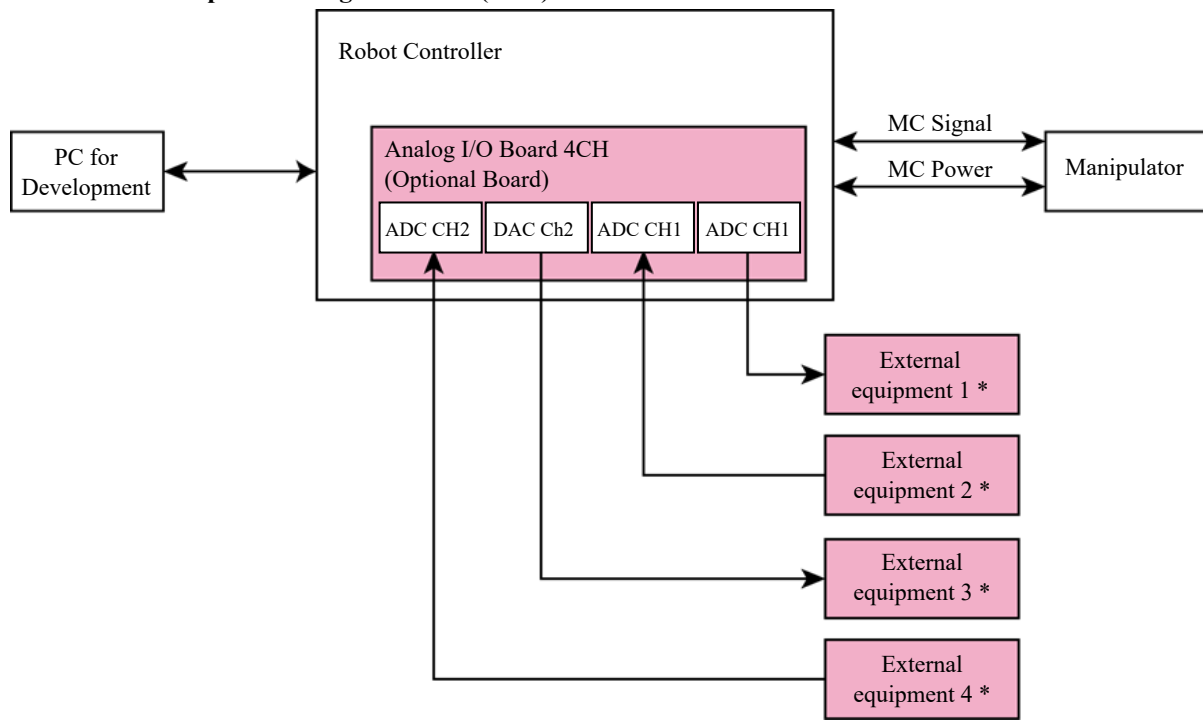 Robot Controller
MC Signal
PC for
Development
Analog I/O Board 4CH
(Optional Board)
MC Power
Manipulator
ADC CH2
DAC Ch2
ADC CH1
ADC CH1
External
equipment 1 *
External
equipment 2 *
External
equipment 3 *
External
equipment 4 *